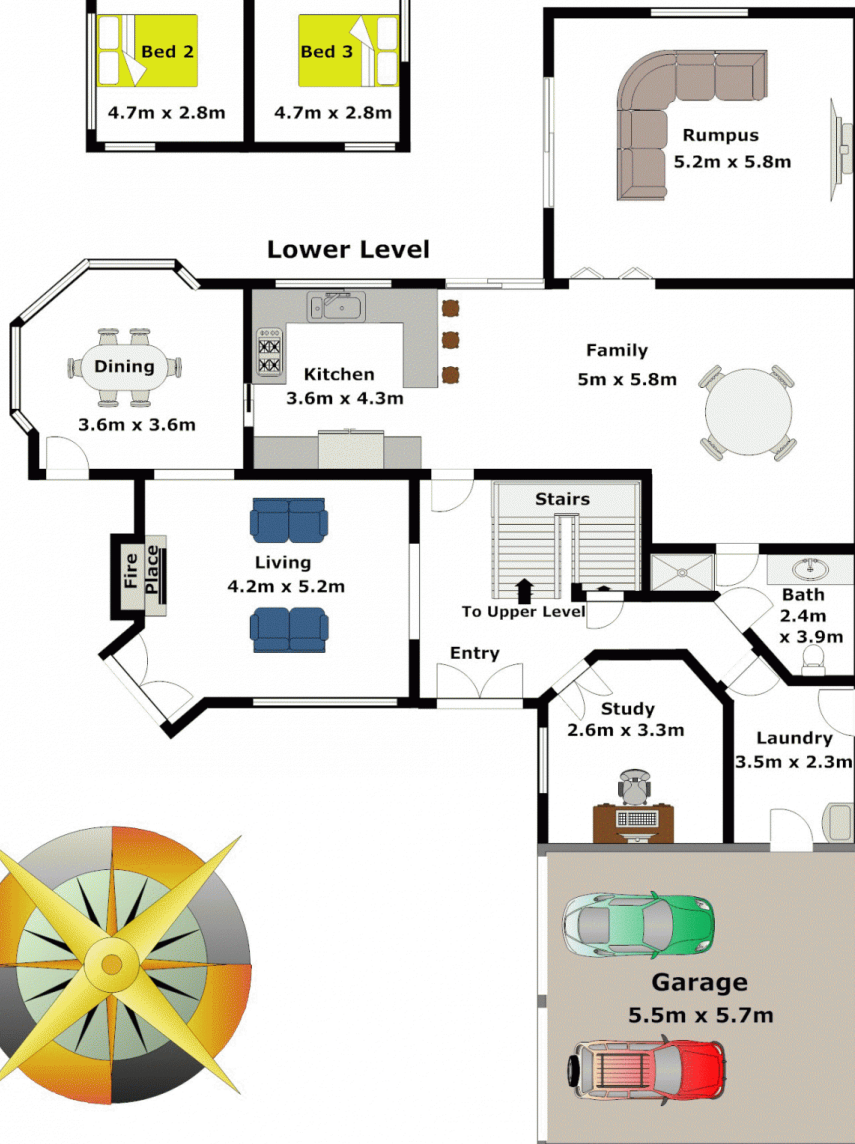 Bed 2
4.7m x 2.8m
Bed 3
4.7m x 2.8m
Rumpus
5.2m x 5.8m
Lower Level
Dining
3.6m x 3.6m
Kitchen
3.6m x 4.3m
Family
5m x 5.8m
Fire
Place
Living
4.2m x 5.2m
Stairs
To Upper Level
Entry
Bath
2.4m
x 3.9m
Study
2.6m x 3.3m
Laundry
3.5m x 2.3m
Garage
5.5m x 5.7m